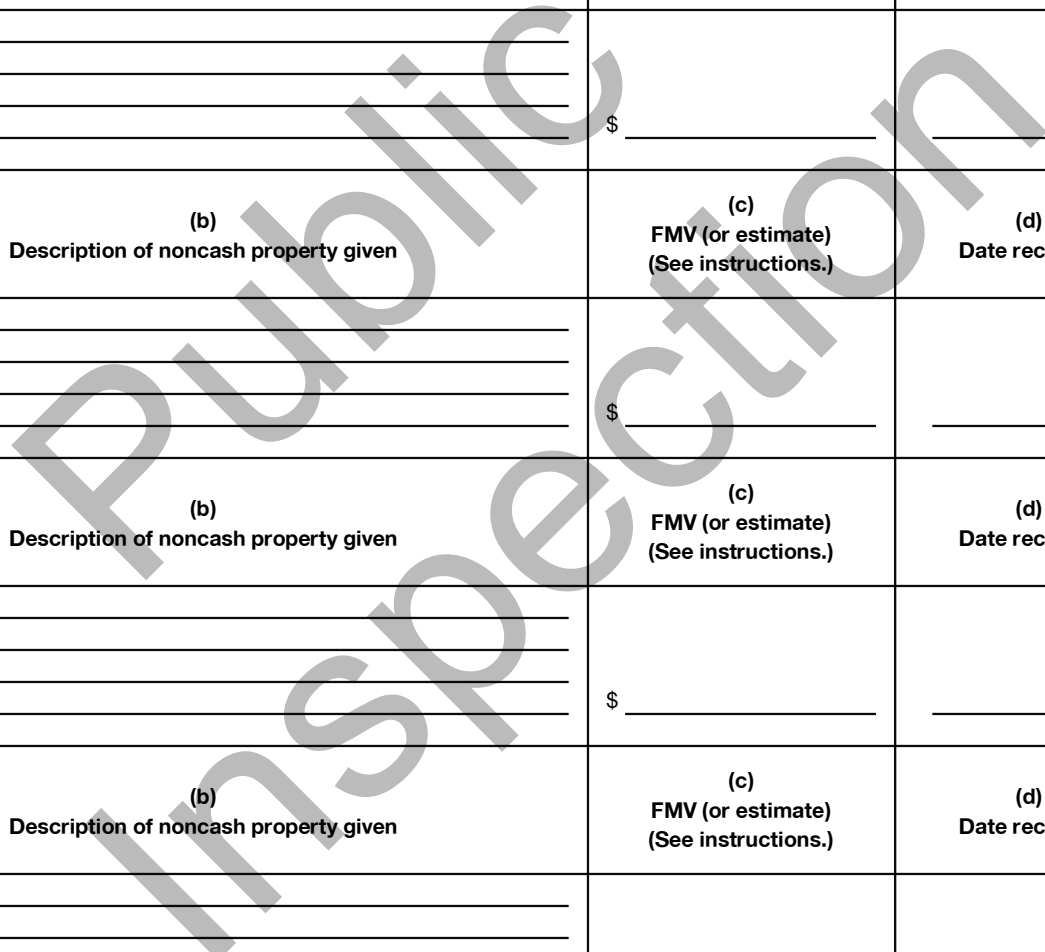 $
(b)
Description of noncash property given
(c)
FMV (or estimate)
(See instructions.)
(d)
Date rec
$
(b)
Description of noncash property given
(c)
FMV (or estimate)
(See instructions.)
(d)
Date rec
$
(b)
Description of noncash property given
(c)
FMV (or estimate)
(See instructions.)
(d)
Date rec
Public
Inspection